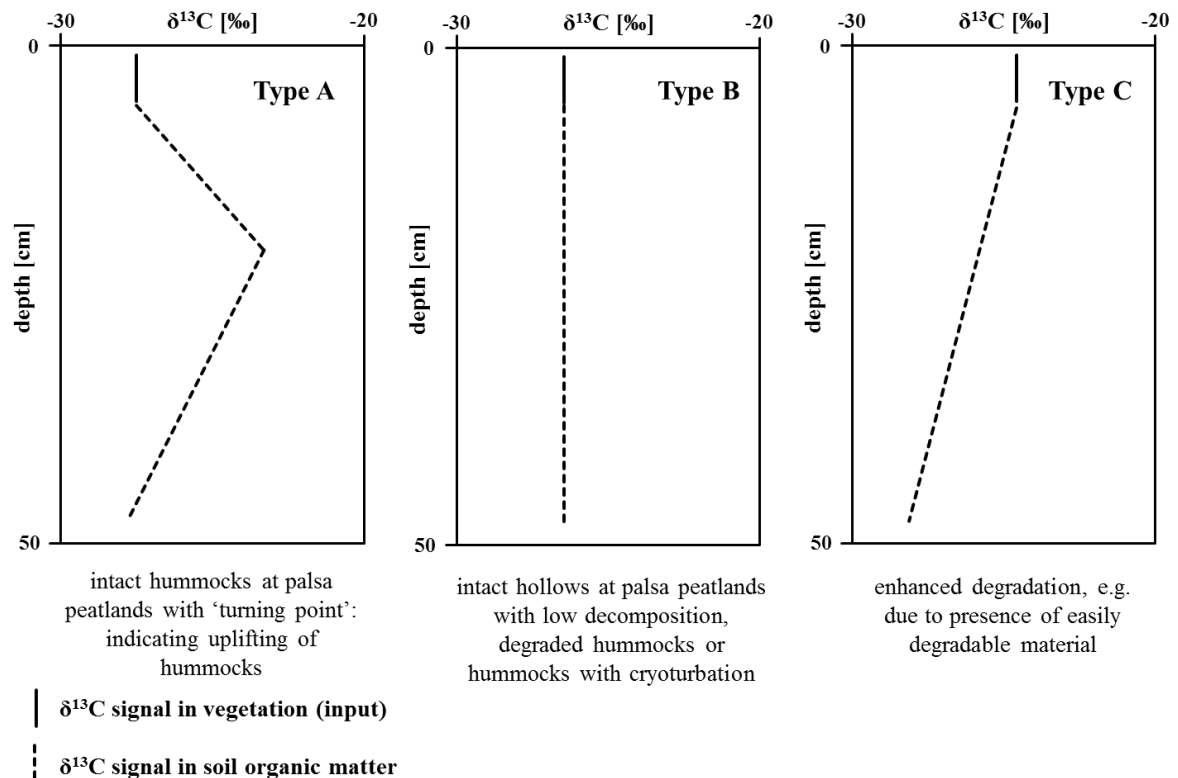 -30 δ¹³C [‰] -20
0
Type A
depth [cm]
50
intact hummocks at palsa
peatlands with ‘turning point’:
indicating uplifting of
hummocks
-30 δ¹³C [‰] -20
0
Type B
depth [cm]
50
intact hollows at palsa peatlands
with low decomposition,
degraded hummocks or
hummocks with cryoturbation
-30 δ¹³C [‰] -20
0
Type C
depth [cm]
50
enhanced degradation, e.g.
due to presence of easily
degradable material
δ¹³C signal in vegetation (input)
δ¹³C signal in soil organic matter